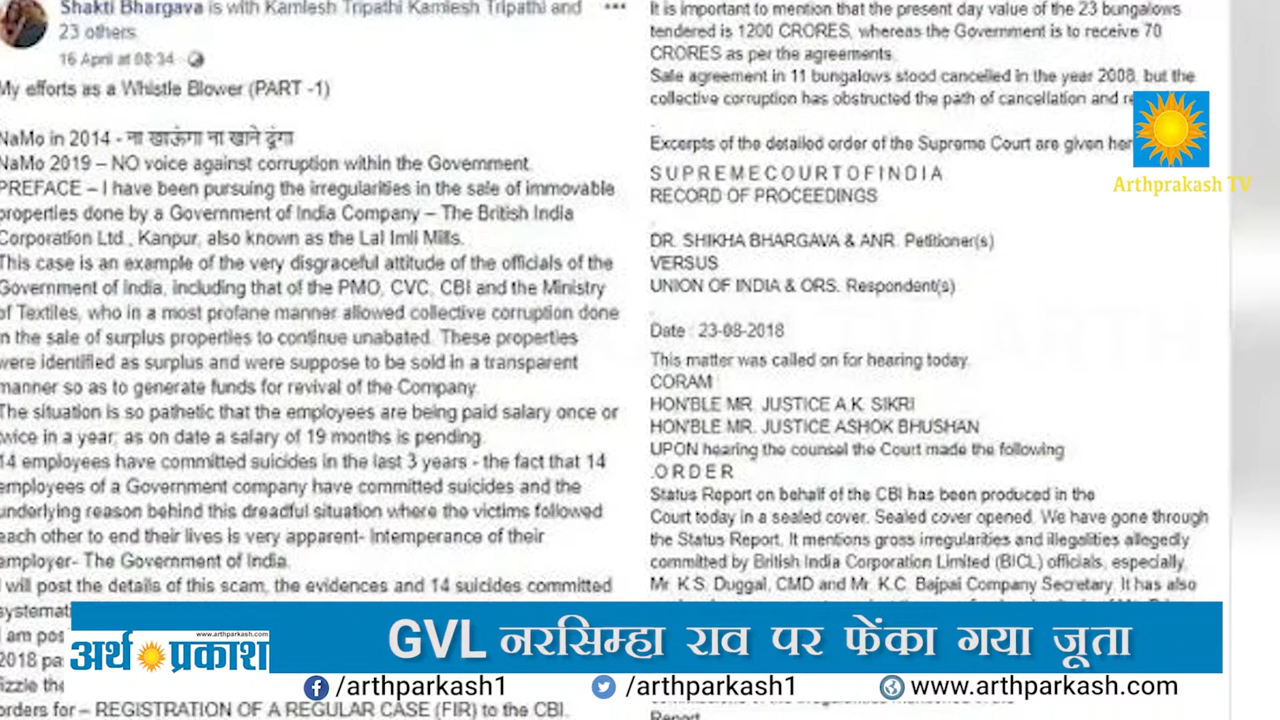 Shakti Bhargava is with Kamlesh Tripathi Kamlesh Tripathi and
23 others
16 April at 08:34
My efforts as a Whistle Blower (PART -1)
NaMo in 2014 - ना खाऊंगा ना खाने दूंगा
NaMo 2019 – NO voice against corruption within the Government.
PREFACE – I have been pursuing the irregularities in the sale of immovable
properties done by a Government of India Company – The British India
Corporation Ltd., Kanpur, also known as the Lal Imli Mills.
This case is an example of the very disgraceful attitude of the officials of the
Government of India, including that of the PMO, CVC, CBI and the Ministry
of Textiles, who in a most profane manner allowed collective corruption done
in the sale of surplus properties to continue unabated. These properties
were identified as surplus and were suppose to be sold in a transparent
manner so as to generate funds for revival of the Company.
The situation is so pathetic that the employees are being paid salary once or
twice in a year, as on date a salary of 19 months is pending.
14 employees have committed suicides in the last 3 years - the fact that 14
employees of a Government company have committed suicides and the
underlying reason behind this dreadful situation where the victims followed
each other to end their lives is very apparent- Intemperance of their
employer- The Government of India.
I will post the details of this scam, the evidences and 14 suicides committed
systemat
I am pos
2018 pa
fizzle the
orders for – REGISTRATION OF A REGULAR CASE (FIR) to the CBI.
It is important to mention that the present day value of the 23 bungalows
tendered is 1200 CRORES, whereas the Government is to receive 70
CRORES as per the agreements.
Sale agreement in 11 bungalows stood cancelled in the year 2008, but the
collective corruption has obstructed the path of cancellation and re
Excerpts of the detailed order of the Supreme Court are given her
S U P R E M E C O U R T O F I N D I A
RECORD OF PROCEEDINGS
DR. SHIKHA BHARGAVA & ANR. Petitioner(s)
VERSUS
UNION OF INDIA & ORS. Respondent(s)
Date : 23-08-2018
This matter was called on for hearing today.
CORAM
HON'BLE MR. JUSTICE A.K. SIKRI
HON'BLE MR. JUSTICE ASHOK BHUSHAN
UPON hearing the counsel the Court made the following
.O R D E R
Status Report on behalf of the CBI has been produced in the
Court today in a sealed cover. Sealed cover opened. We have gone through
the Status Report. It mentions gross irregularities and illegalities allegedly
committed by British India Corporation Limited (BICL) officials, especially,
Mr. K.S. Duggal, CMD and Mr. K.C. Bajpai Company Secretary. It has also
Report
Arthprakash TV
www.arthparkash.com
अर्थ प्रकाश
GVL नरसिम्हा राव पर फेंका गया जूता
/arthparkash1
/arthparkash1
www.arthparkash.com